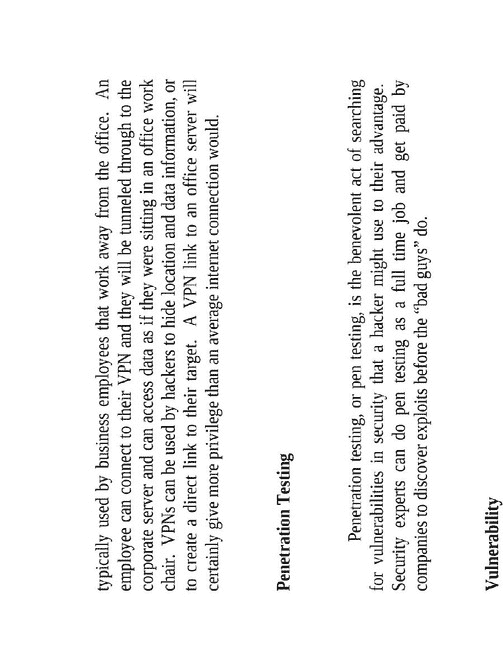 typically used by business employees that work away from the office. An
employee can connect to their VPN and they will be tunneled through to the
corporate server and can access data as if they were sitting in an office work
chair. VPNs can be used by hackers to hide location and data information, or
to create a direct link to their target. A VPN link to an office server will
certainly give more privilege than an average internet connection would.
Penetration Testing
Penetration testing, or pen testing, is the benevolent act of searching
for vulnerabilities in security that a hacker might use to their advantage.
Security experts can do pen testing as a full time job and get paid by
companies to discover exploits before the “bad guys” do.
Vulnerability